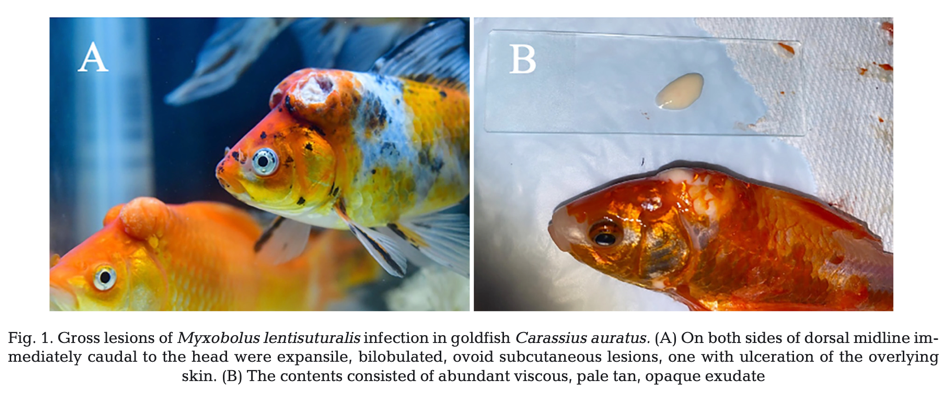 A
B
Fig. 1. Gross lesions of Myxobolus lentisuturalis infection in goldfish Carassius auratus. (A) On both sides of dorsal midline im-
mediately caudal to the head were expansile, bilobulated, ovoid subcutaneous lesions, one with ulceration of the overlying
skin. (B) The contents consisted of abundant viscous, pale tan, opaque exudate